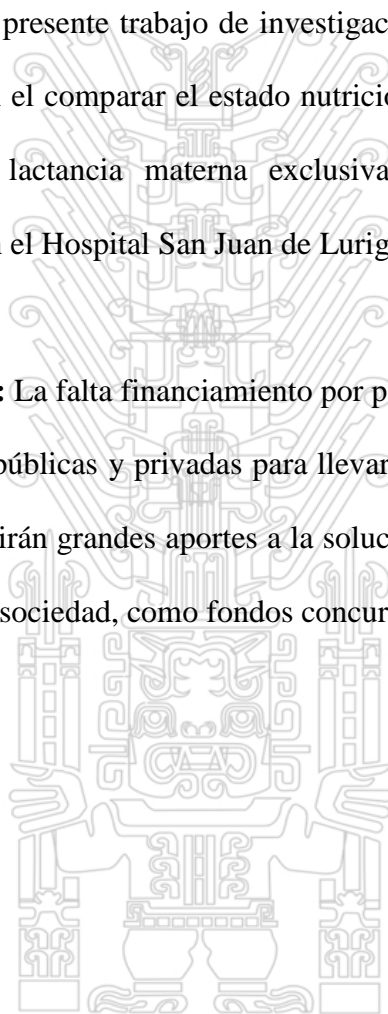 presente trabajo de investigac
el comparar el estado nutrici
lactancia materna exclusiva
el Hospital San Juan de Lurig
: La falta financiamiento por p
públicas y privadas para llevar
irán grandes aportes a la soluc
sociedad, como fondos concur